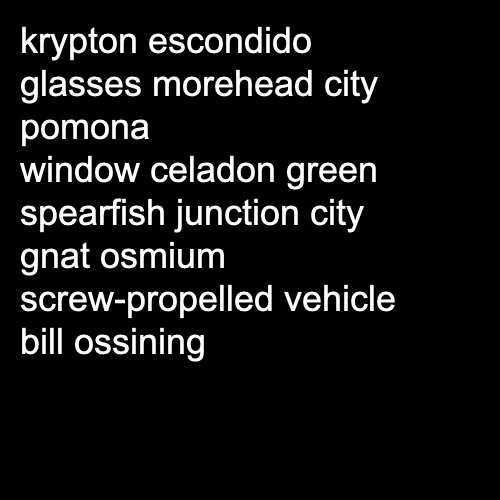 krypton escondido
glasses morehead city
pomona
window celadon green
spearfish junction city
gnat osmium
screw-propelled vehicle
bill ossining